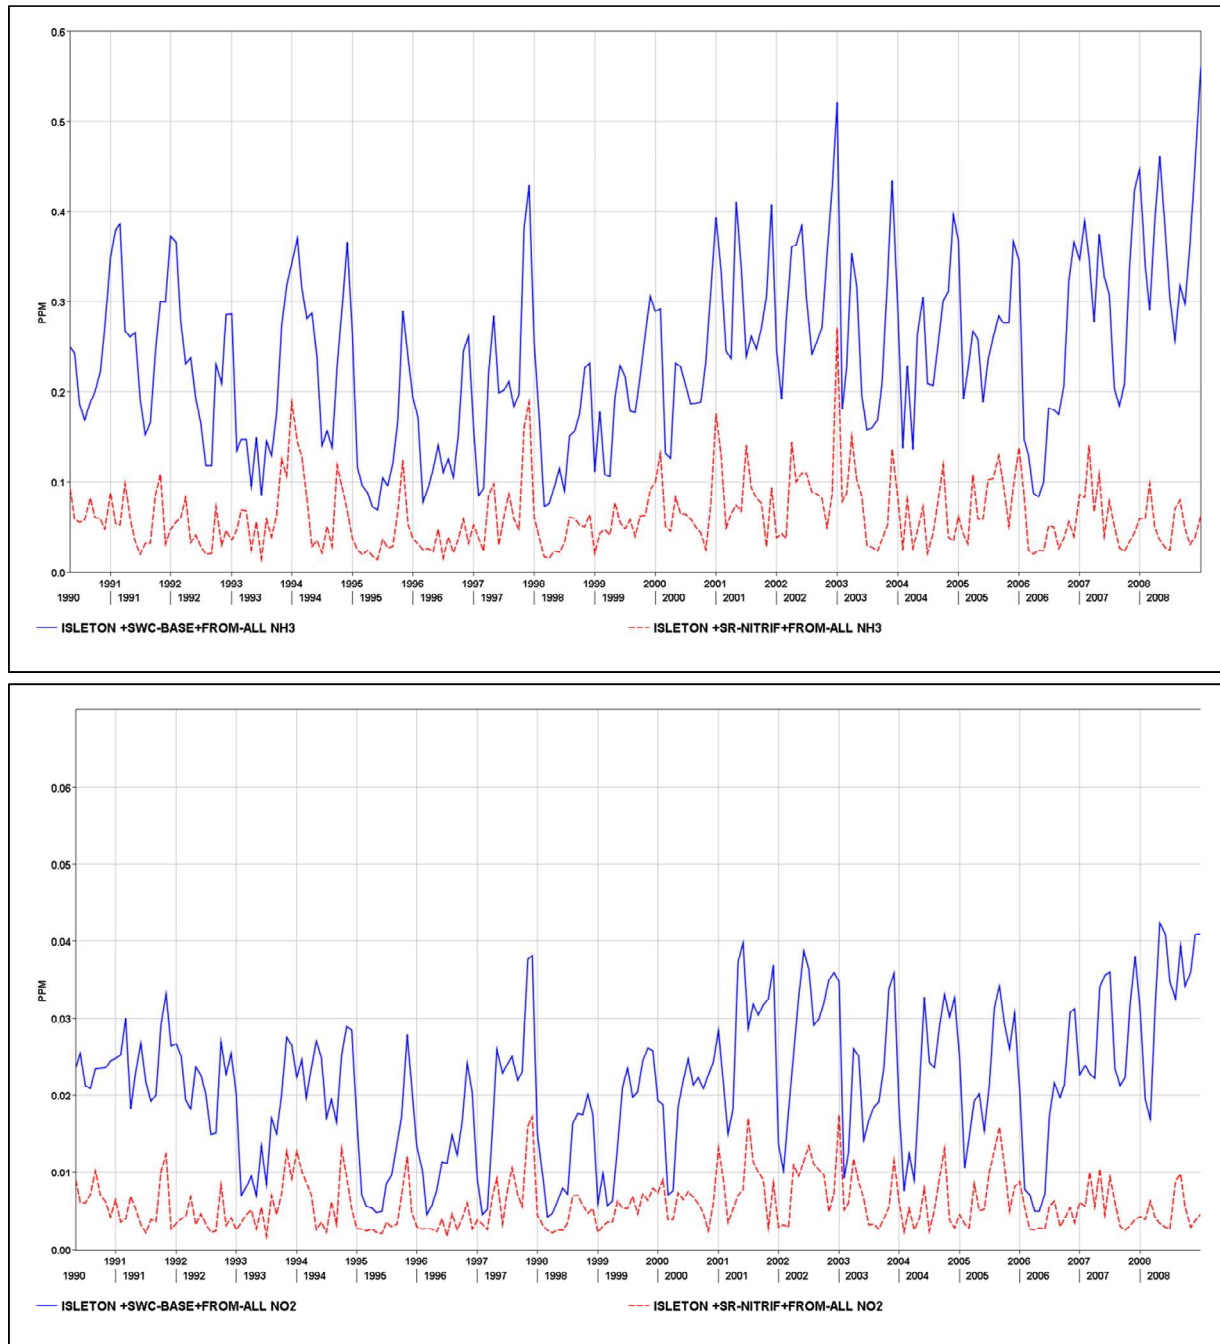 0.6
0.5
0.4
0.3
0.2
0.1
0.0
PPM
1991 1992 1993 1994 1995 1996 1997 1998 1999 2000 2001 2002 2003 2004 2005 2006 2007 2008
1990 1991 1992 1993 1994 1995 1996 1997 1998 1999 2000 2001 2002 2003 2004 2005 2006 2007 2008
ISLETON +SWC-BASE+FROM-ALL NH3 ISLETON +SR-NITRIF+FROM-ALL NH3
0.06
0.05
0.04
0.03
0.02
0.01
0.00
PPM
1991 1992 1993 1994 1995 1996 1997 1998 1999 2000 2001 2002 2003 2004 2005 2006 2007 2008
1990 1991 1992 1993 1994 1995 1996 1997 1998 1999 2000 2001 2002 2003 2004 2005 2006 2007 2008
ISLETON +SWC-BASE+FROM-ALL NO2 ISLETON +SR-NITRIF+FROM-ALL NO2